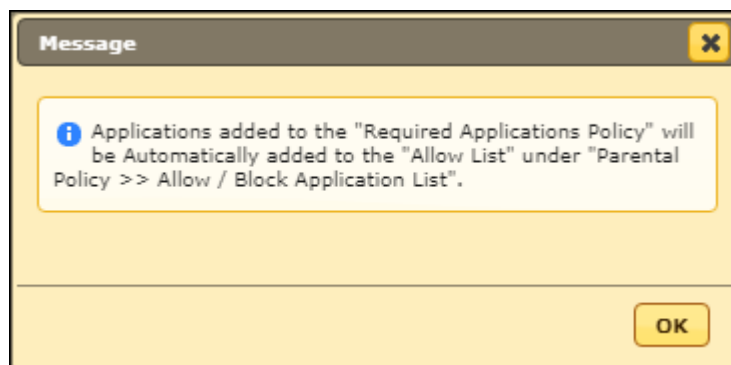 Message
Applications added to the "Required Applications Policy" will
be Automatically added to the "Allow List" under "Parental
Policy >> Allow / Block Application List".
OK